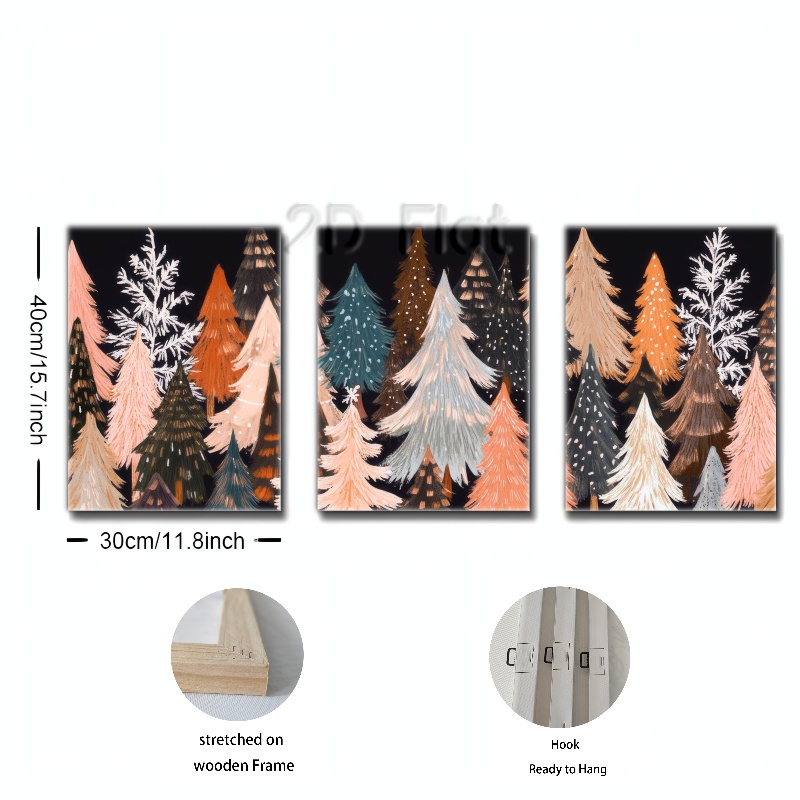 2D Flat
40cm/15.7inch
30cm/11.8inch
stretched on
wooden Frame
Hook
Ready to Hang